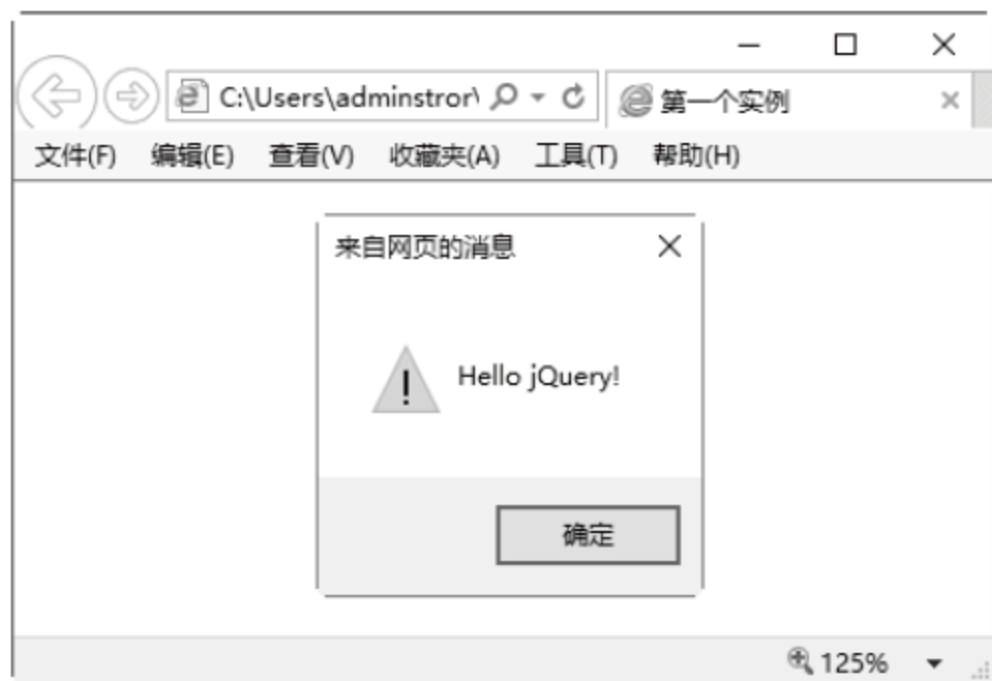 C:\Users\adminstror\
第一个实例
文件(F) 编辑(E) 查看(V) 收藏夹(A) 工具(T) 帮助(H)
来自网页的消息
Hello jQuery!
确定
125%